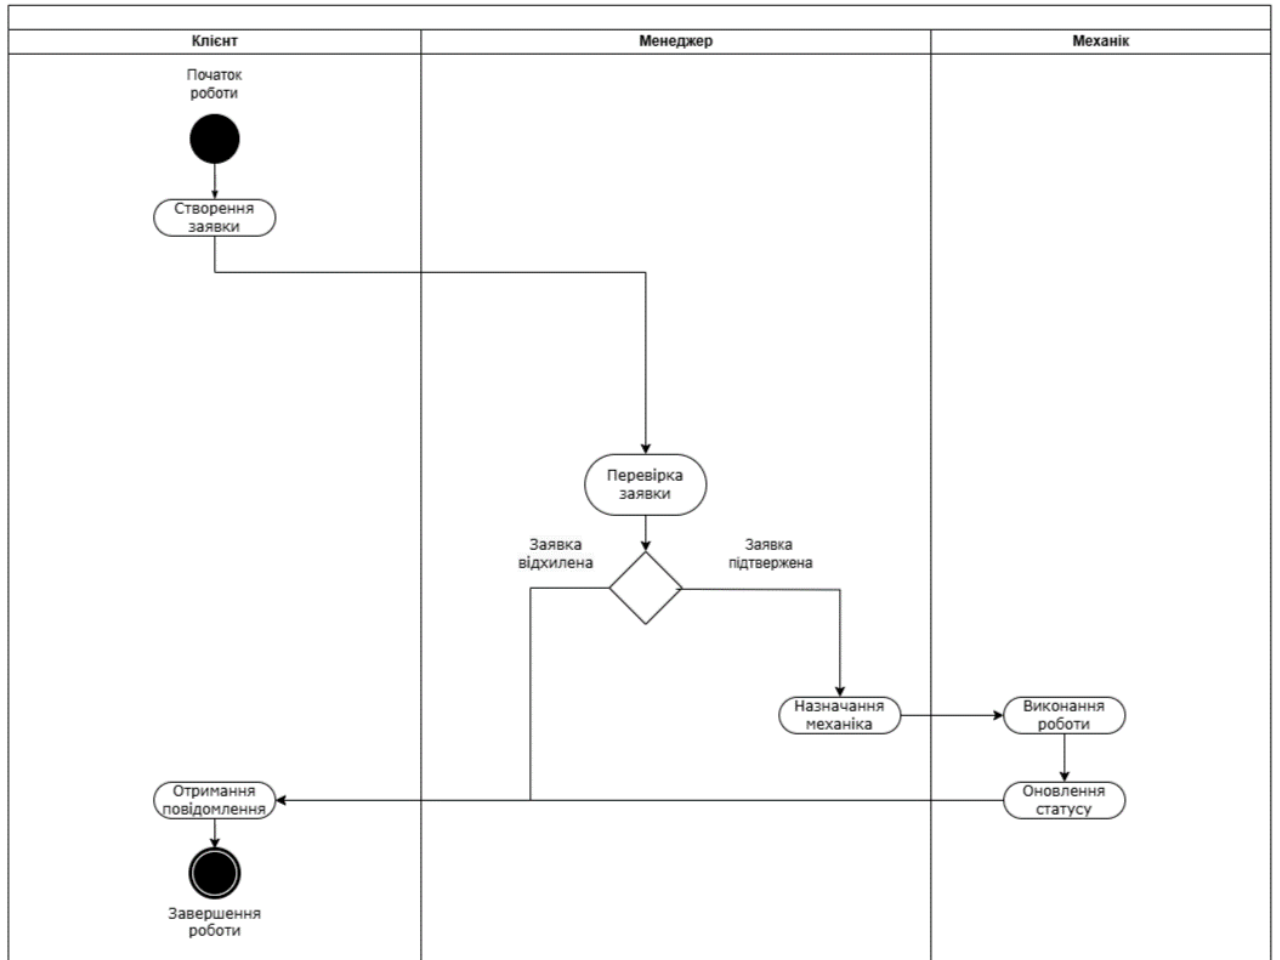 Клієнт
Менеджер
Механік
Початок
роботи
Створення
заявки
Перевірка
заявки
Заявка
відхилена
Заявка
підтвержена
Назначання
механіка
Виконання
роботи
Отримання
повідомлення
Оновлення
статусу
Завершення
роботи